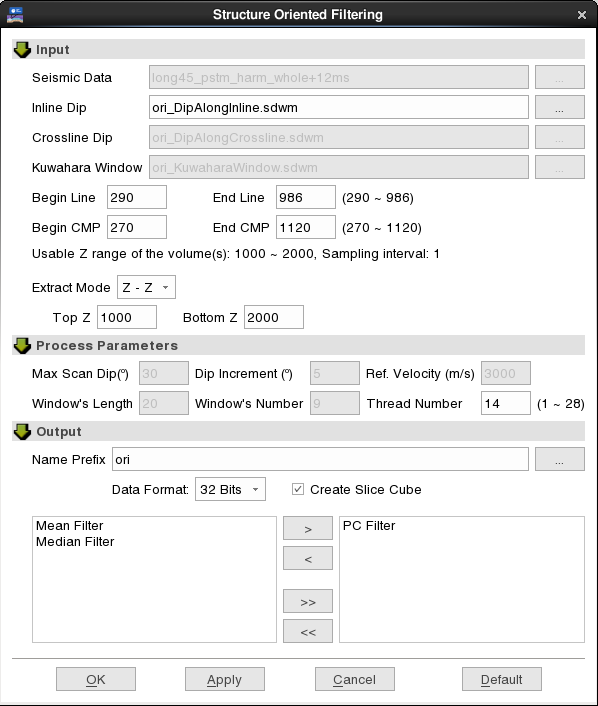 Structure Oriented Filtering
Input
Seismic Data long45_pstm_harm_whole+12ms ...
Inline Dip ori_DipAlongInline.sdwm ...
Crossline Dip ori_DipAlongCrossline.sdwm ...
Kuwahara Window ori_KuwaharaWindow.sdwm ...
Begin Line 290 End Line 986 (290 ~ 986)
Begin CMP 270 End CMP 1120 (270 ~ 1120)
Usable Z range of the volume(s): 1000 ~ 2000, Sampling interval: 1
Extract Mode Z - Z
Top Z 1000 Bottom Z 2000
Process Parameters
Max Scan Dip(º) 30 Dip Increment (º) 5 Ref. Velocity (m/s) 3000
Window's Length 20 Window's Number 9 Thread Number 14 (1 ~ 28)
Output
Name Prefix ori ...
Data Format: 32 Bits Create Slice Cube
Mean Filter > PC Filter
Median Filter
<
>>
<<
OK Apply Cancel Default